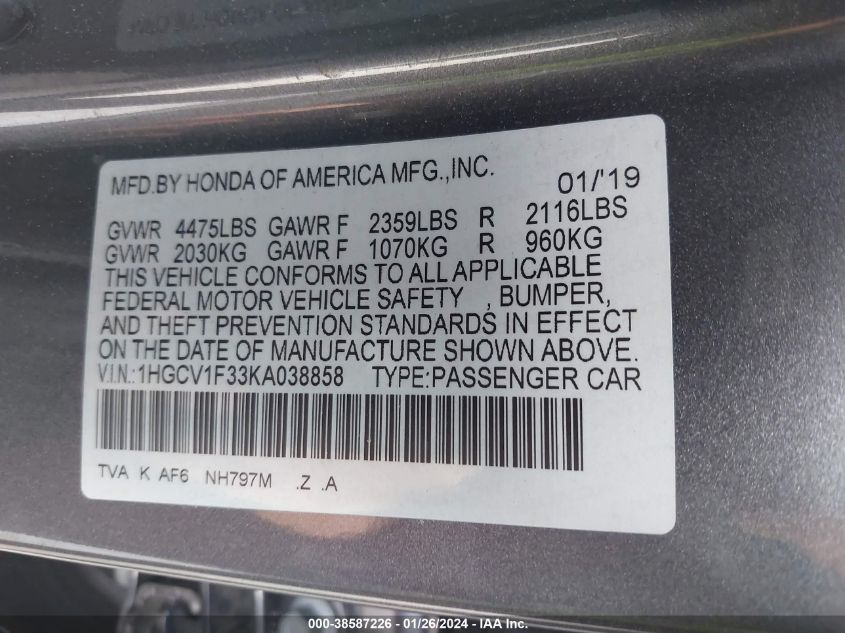 MFD.BY HONDA OF AMERICA MFG.,INC. 01/'19
GVWR 4475LBS GAWR F 2359LBS R 2116LBS
GVWR 2030KG GAWR F 1070KG R 960KG
THIS VEHICLE CONFORMS TO ALL APPLICABLE
FEDERAL MOTOR VEHICLE SAFETY , BUMPER,
AND THEFT PREVENTION STANDARDS IN EFFECT
ON THE DATE OF MANUFACTURE SHOWN ABOVE.
V.I.N.:1HGCV1F33KA038858 TYPE:PASSENGER CAR
TVA K AF6 NH797M .Z .A
000-38587226 - 01/26/2024 - IAA Inc.